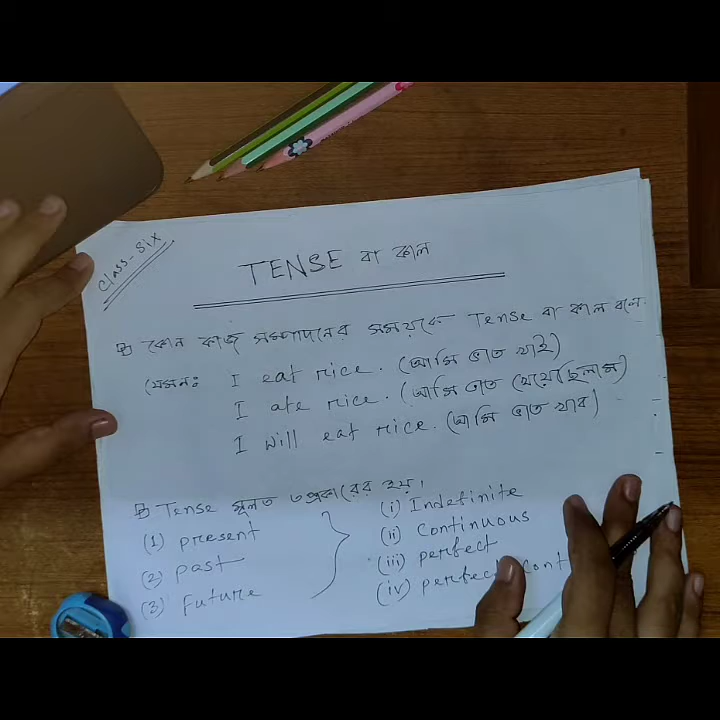 Class-Six
TENSE বা কাল
কোন কাজ সম্পাদনের সময়কে Tense বা কাল বলে.
যেমনঃ I eat rice. (আমি ভাত খাই)
I ate rice. (আমি ভাত খেয়েছিলাম)
I will eat rice. (আমি ভাত খাব)
Tense মূলত ৩ প্রকারের হয়।
(1) present
(2) past
(3) Future
(i) Indefinite
(ii) continuous
(iii) perfect
(iv) perfect cont